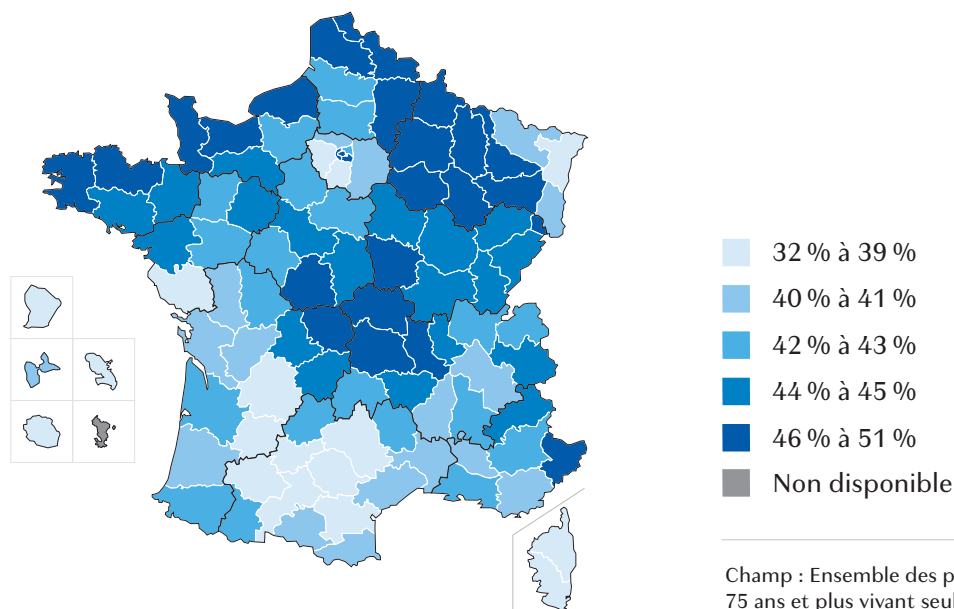 32 % à 39 %
40 % à 41 %
42 % à 43 %
44 % à 45 %
46 % à 51 %
Non disponible
Champ : Ensemble des p
75 ans et plus vivant seul